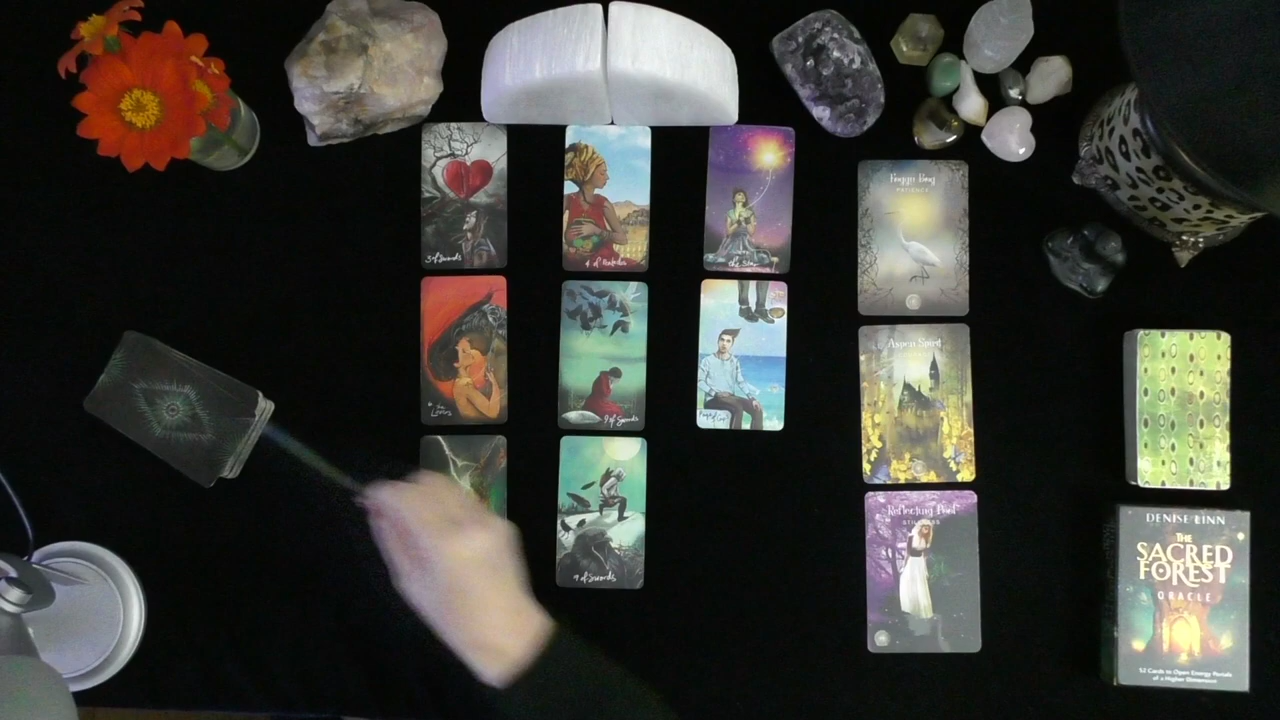 3 of Swords
4 of Pentacles
the Star
Foggy Bog
PATIENCE
the
Lovers
9 of Swords
Page of Cups
Aspen Spirit
9 of Swords
Reflecting Pool
STILLNESS
DENISE LINN
THE
SACRED
FOREST
ORACLE
52 Cards to Open Energy Portals
of a Higher Dimension